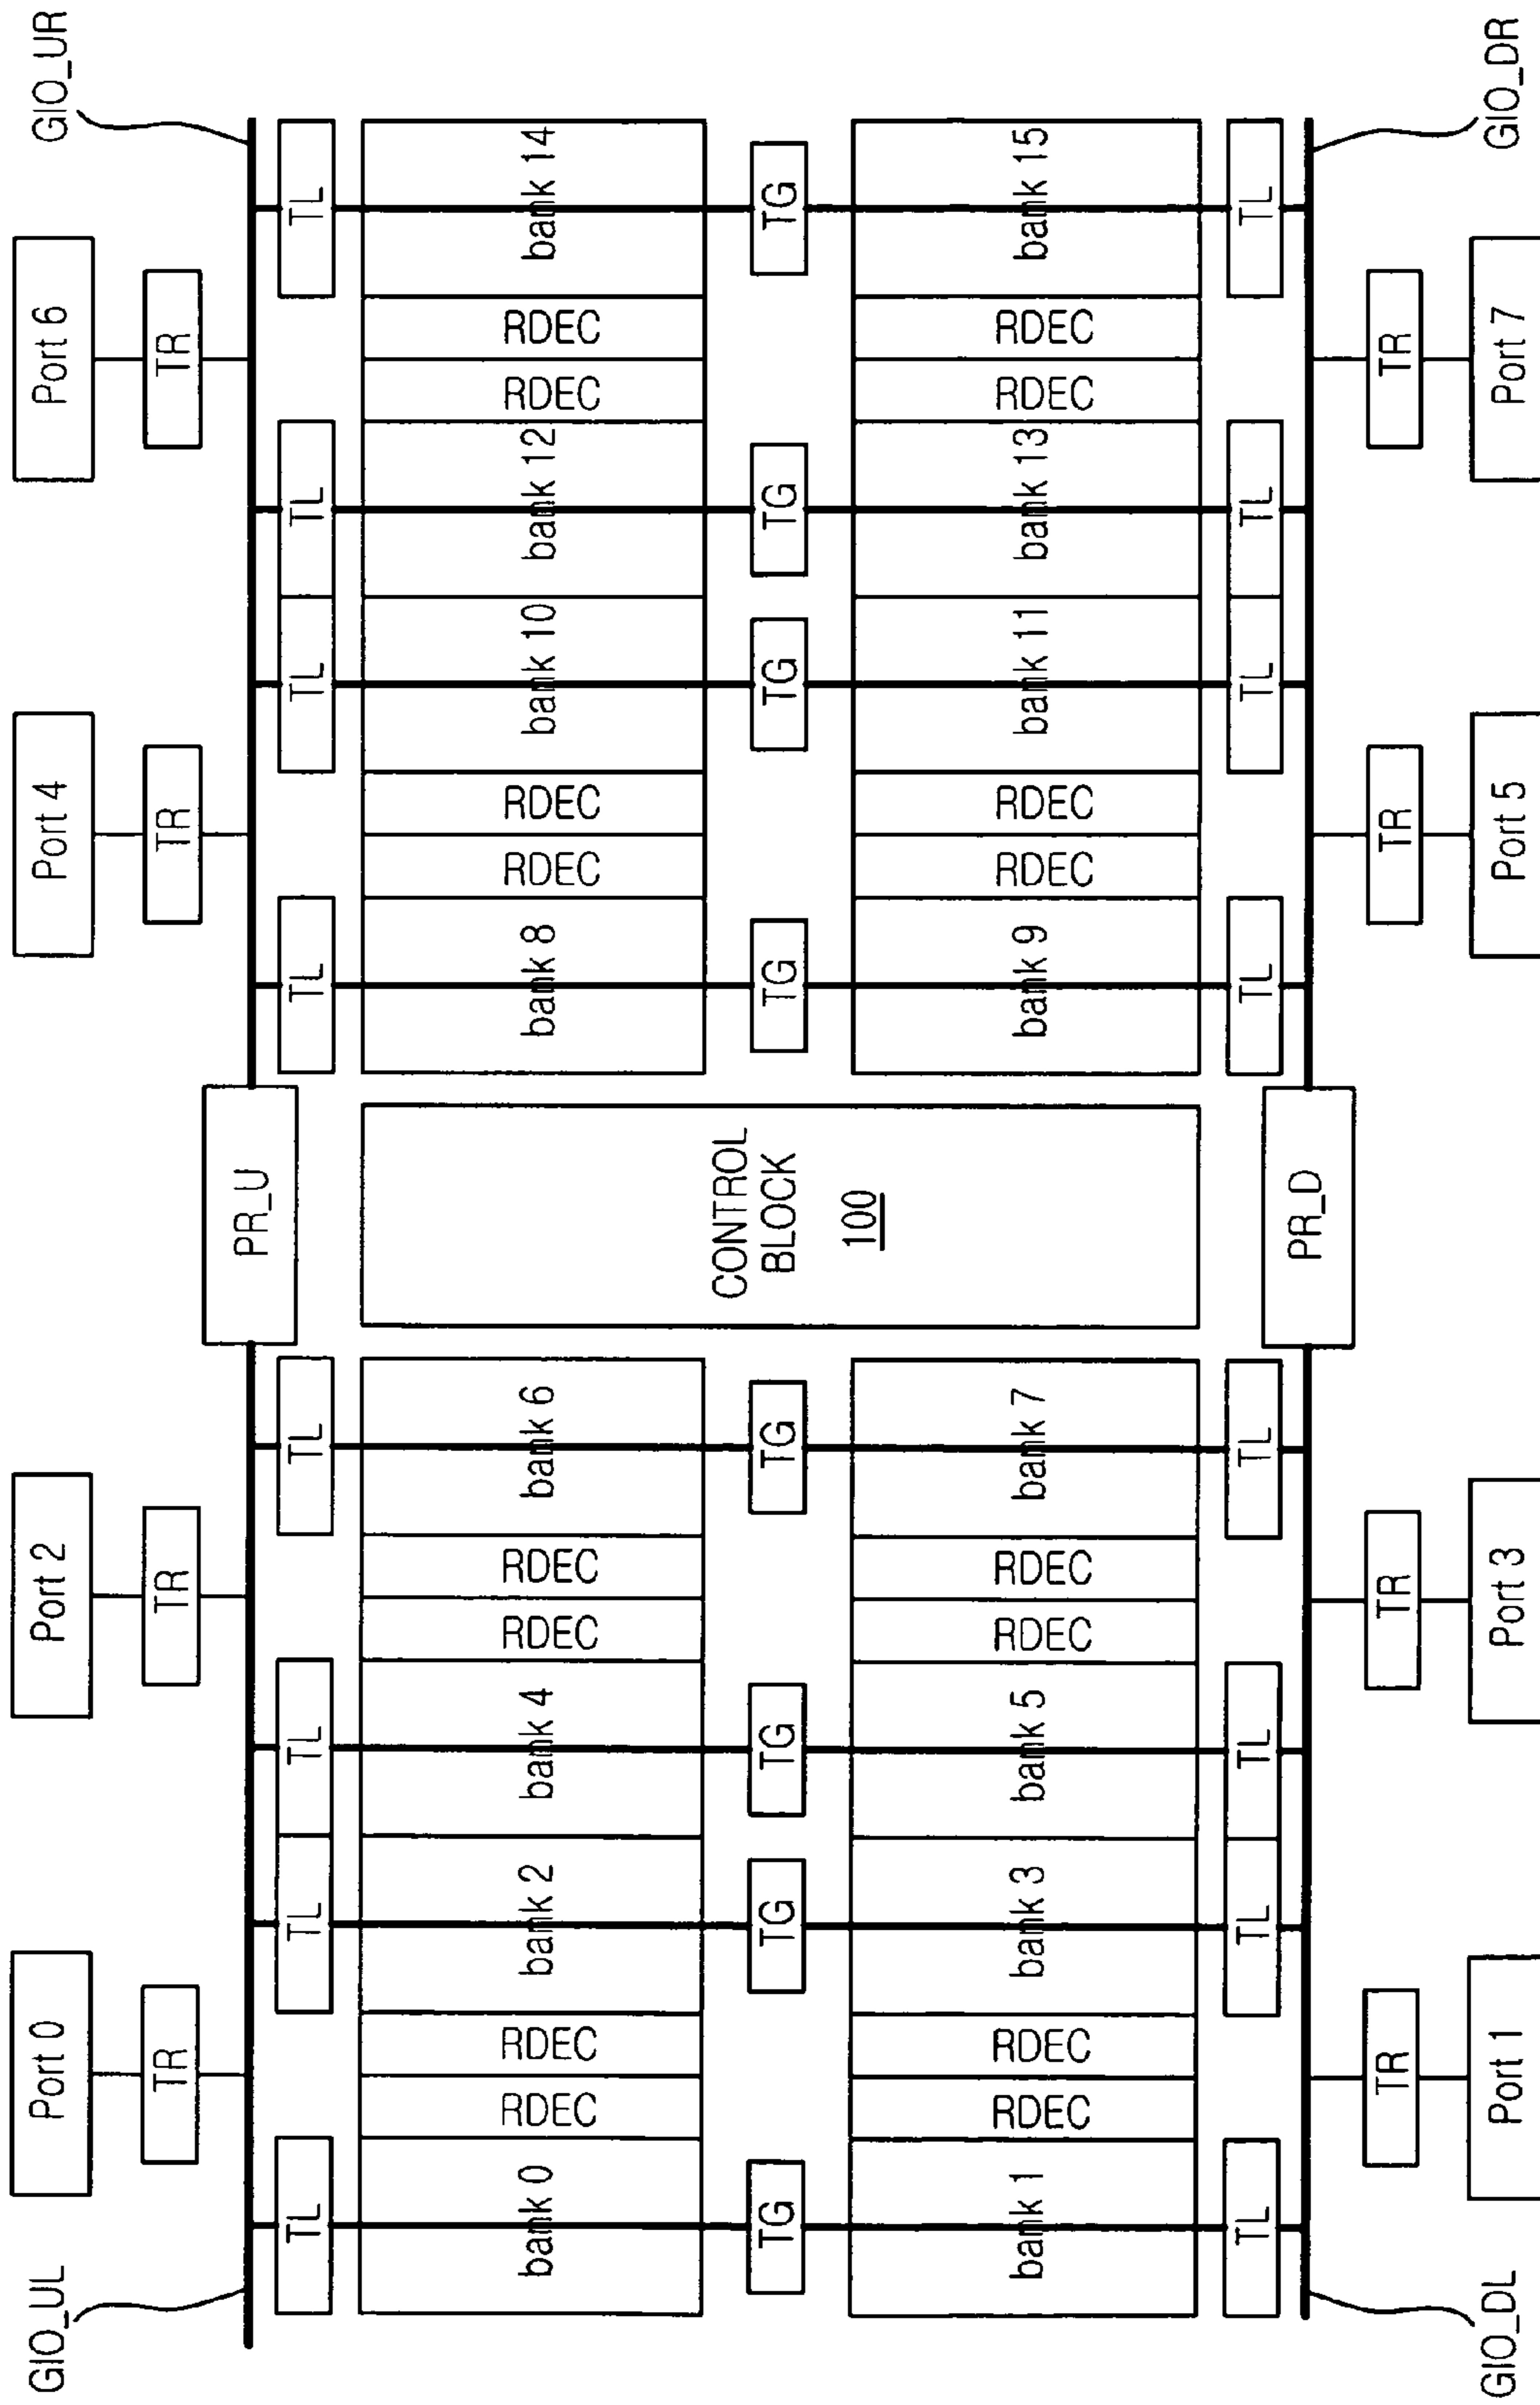 Port 0
Port 2
Port 4
Port 6
GIO_UL
TR
TR
TR
TR
GIO_UR
PR_U
TL
TL
TL
TL
TL
TL
TL
TL
bank 0
RDEC
RDEC
bank 2
bank 4
RDEC
RDEC
bank 6
bank 8
RDEC
RDEC
bank 10
bank 12
RDEC
RDEC
bank 14
CONTROL
BLOCK
100
TG
TG
TG
TG
TG
TG
TG
TG
bank 1
RDEC
RDEC
bank 3
bank 5
RDEC
RDEC
bank 7
bank 9
RDEC
RDEC
bank 11
bank 13
RDEC
RDEC
bank 15
TL
TL
TL
TL
TL
TL
TL
TL
PR_D
TR
TR
TR
TR
GIO_DL
Port 1
Port 3
Port 5
Port 7
GIO_DR